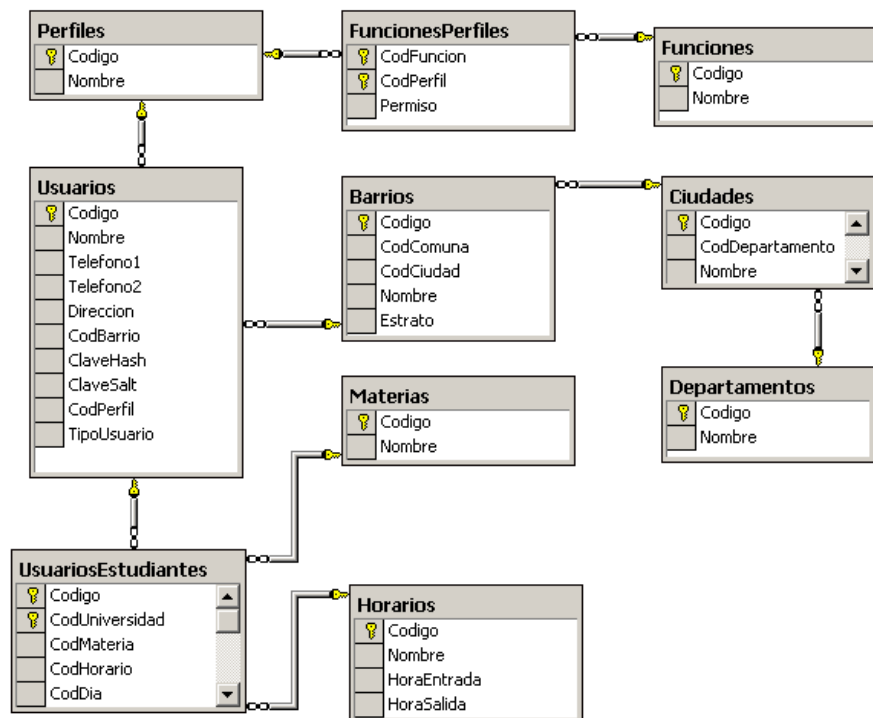 Perfiles
Codigo
Nombre
FuncionesPerfiles
CodFuncion
CodPerfil
Permiso
Funciones
Codigo
Nombre
Usuarios
Codigo
Nombre
Telefono1
Telefono2
Direccion
CodBarrio
ClaveHash
ClaveSalt
CodPerfil
TipoUsuario
Barrios
Codigo
CodComuna
CodCiudad
Nombre
Estrato
Ciudades
Codigo
CodDepartamento
Nombre
Materias
Codigo
Nombre
Departamentos
Codigo
Nombre
UsuariosEstudiantes
Codigo
CodUniversidad
CodMateria
CodHorario
CodDia
Horarios
Codigo
Nombre
HoraEntrada
HoraSalida